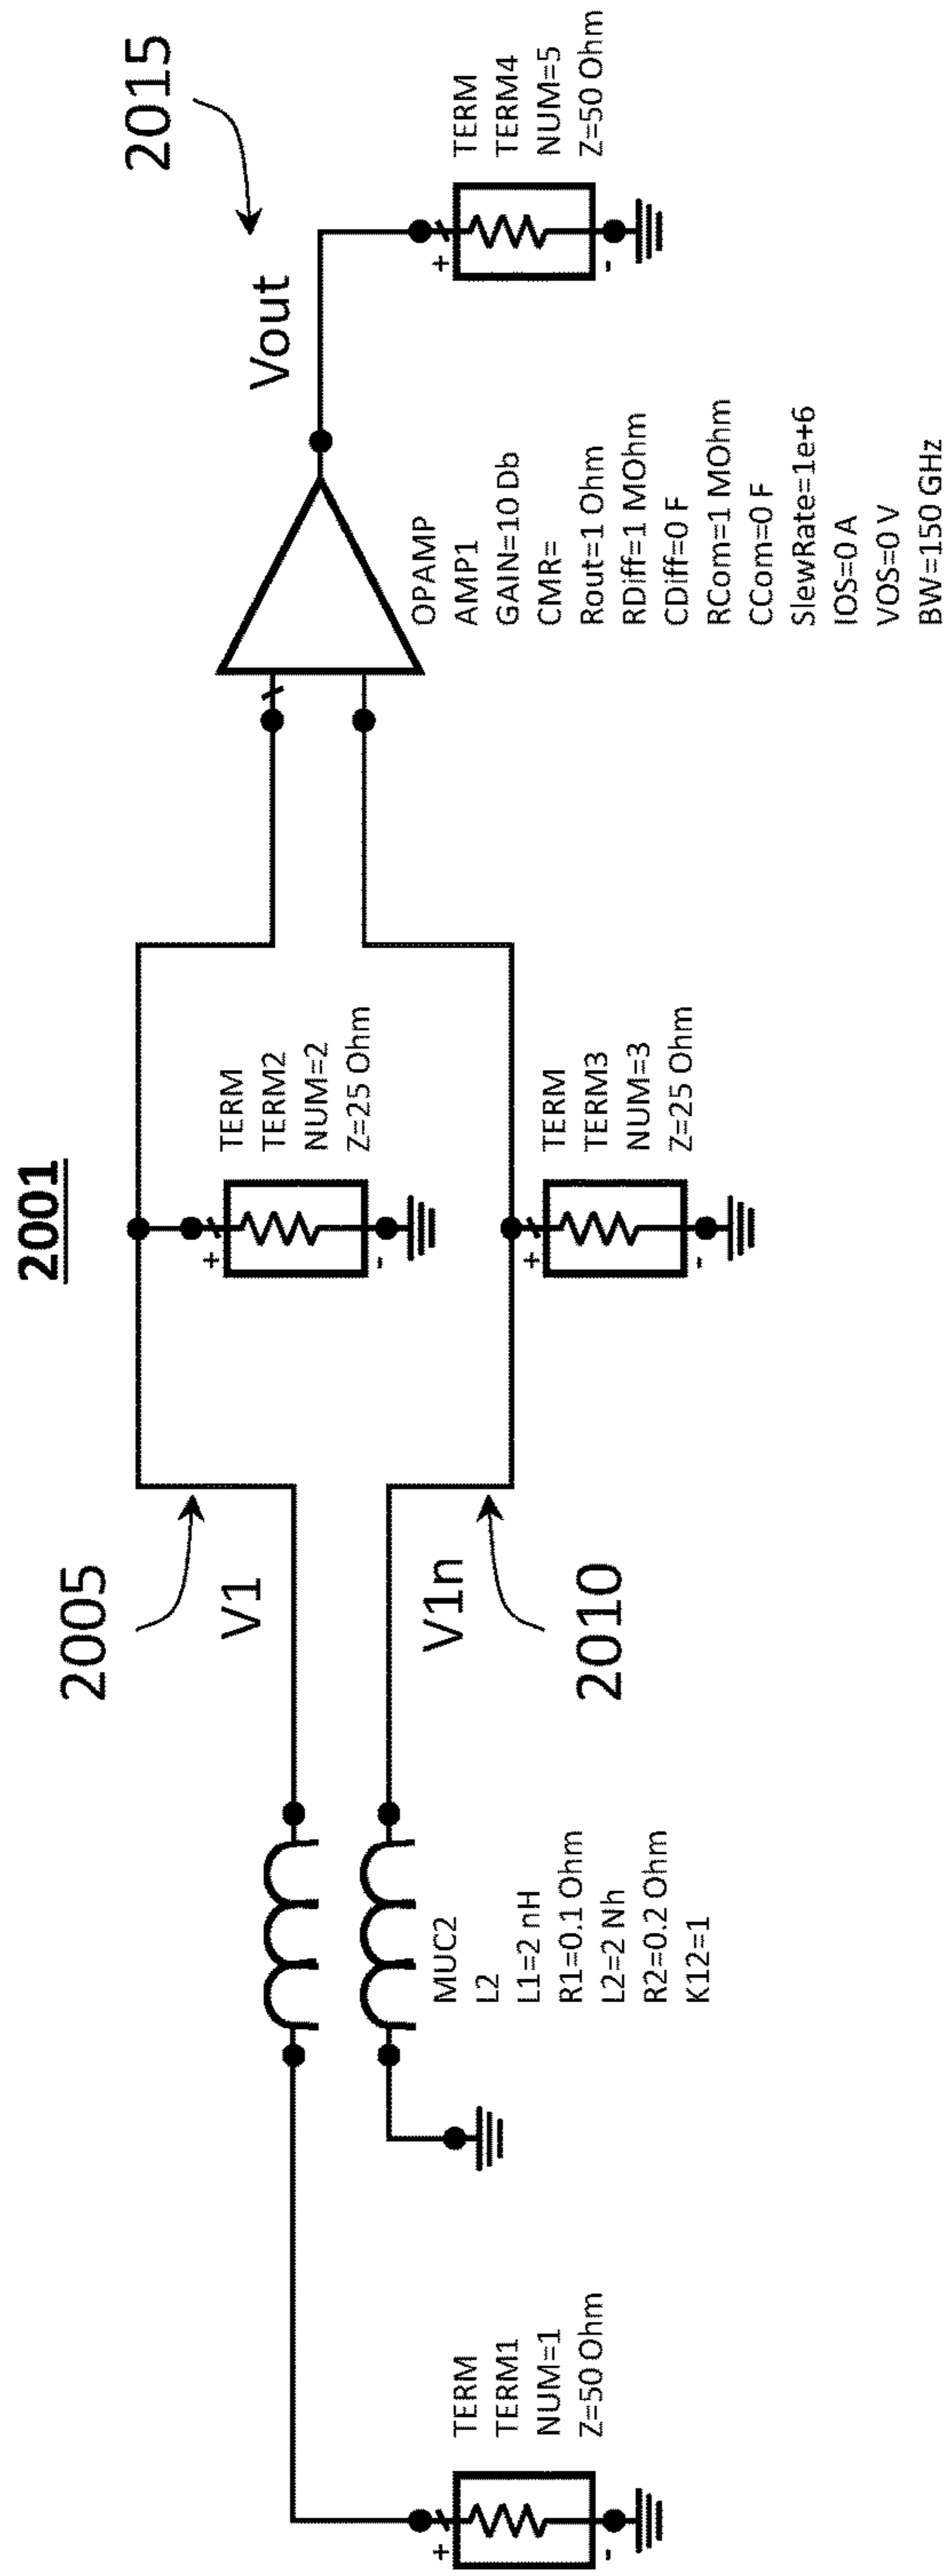 2001
2005
V1
V1n
2010
2015
Vout
TERM
TERM1
NUM=1
Z=50 Ohm
+
-
MUC2
L2
L1=2 nH
R1=0.1 Ohm
L2=2 Nh
R2=0.2 Ohm
K12=1
TERM
TERM2
NUM=2
Z=25 Ohm
+
-
TERM
TERM3
NUM=3
Z=25 Ohm
+
-
OPAMP
AMP1
GAIN=10 Db
CMR=
Rout=1 Ohm
RDiff=1 MOhm
CDiff=0 F
RCom=1 MOhm
CCom=0 F
SlewRate=1e+6
IOS=0 A
VOS=0 V
BW=150 GHz
TERM
TERM4
NUM=5
Z=50 Ohm
+
-